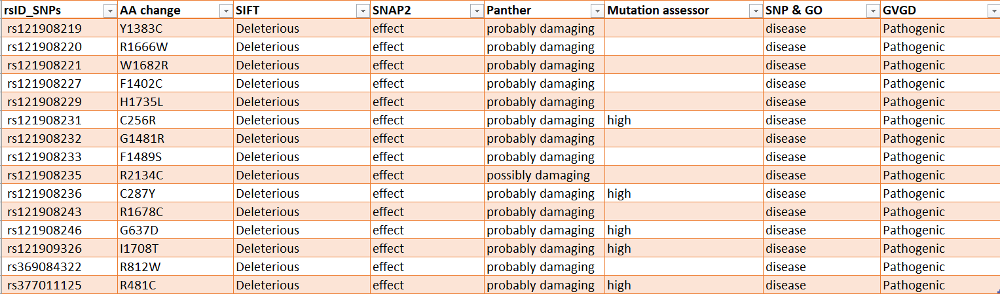 rsID_SNPs AA change SIFT SNAP2 Panther Mutation assessor SNP & GO GVGD
rs121908219 Y1383C Deleterious effect probably damaging disease Pathogenic
rs121908220 R1666W Deleterious effect probably damaging disease Pathogenic
rs121908221 W1682R Deleterious effect probably damaging disease Pathogenic
rs121908227 F1402C Deleterious effect probably damaging disease Pathogenic
rs121908229 H1735L Deleterious effect probably damaging disease Pathogenic
rs121908231 C256R Deleterious effect probably damaging high disease Pathogenic
rs121908232 G1481R Deleterious effect probably damaging disease Pathogenic
rs121908233 F1489S Deleterious effect probably damaging disease Pathogenic
rs121908235 R2134C Deleterious effect possibly damaging disease Pathogenic
rs121908236 C287Y Deleterious effect probably damaging high disease Pathogenic
rs121908243 R1678C Deleterious effect probably damaging disease Pathogenic
rs121908246 G637D Deleterious effect probably damaging high disease Pathogenic
rs121909326 I1708T Deleterious effect probably damaging high disease Pathogenic
rs369084322 R812W Deleterious effect probably damaging disease Pathogenic
rs377011125 R481C Deleterious effect probably damaging high disease Pathogenic